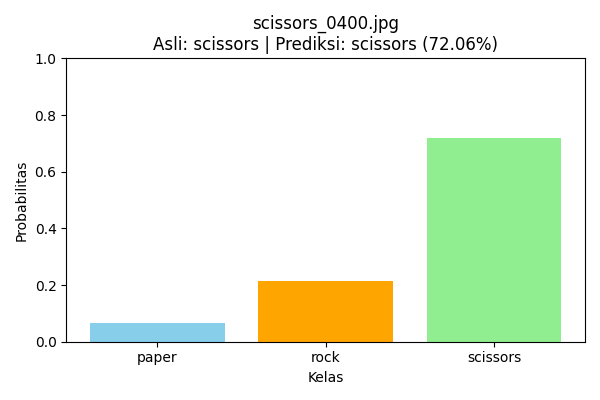 scissors_0400.jpg
Asli: scissors | Prediksi: scissors (72.06%)
1.0
0.8
0.6
0.4
0.2
0.0
Probabilitas
paper rock scissors
Kelas